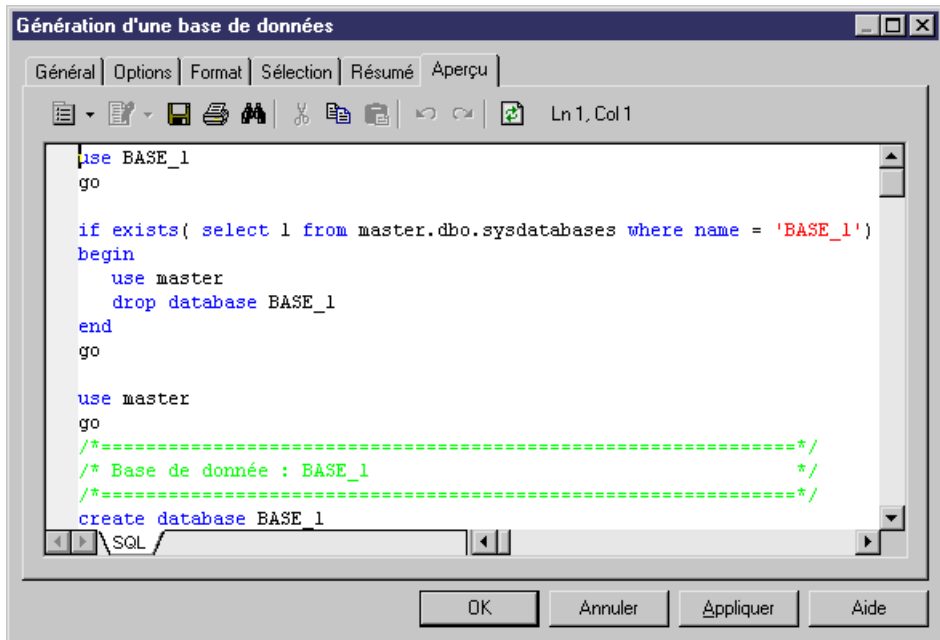 Génération d'une base de données
Général Options Format Sélection Résumé Aperçu
Ln 1, Col 1
use BASE_1
go
if exists( select 1 from master.dbo.sysdatabases where name = 'BASE_1')
begin
use master
drop database BASE_1
end
go
use master
go
/*==============================================================*/
/* Base de donnée : BASE_1 */
/*==============================================================*/
create database BASE_1
SQL
OK Annuler Appliquer Aide